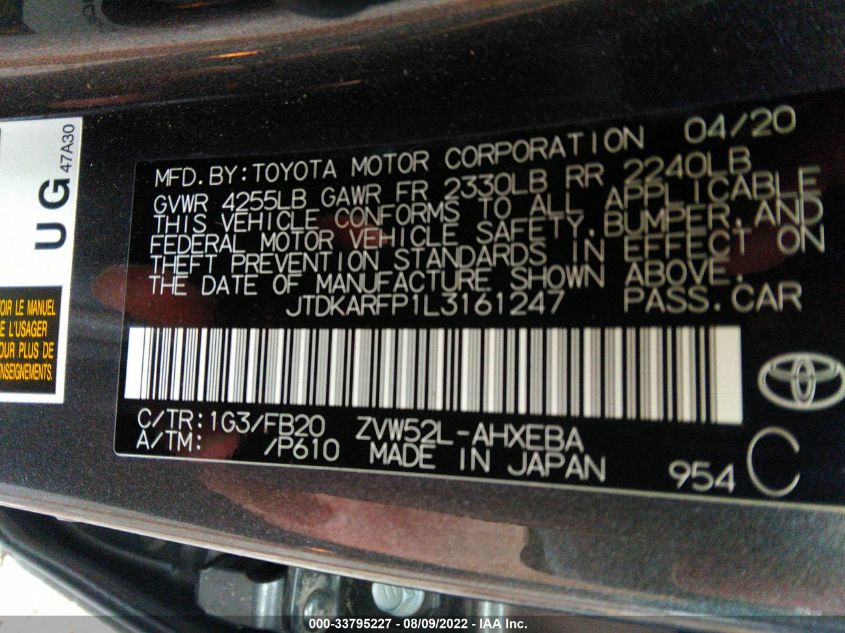 UG
47A30
MFD.BY:TOYOTA MOTOR CORPORATION 04/20
GVWR 4255LB GAWR FR 2330LB RR 2240LB
THIS VEHICLE CONFORMS TO ALL APPLICABLE
FEDERAL MOTOR VEHICLE SAFETY,BUMPER,AND
THEFT PREVENTION STANDARDS IN EFFECT ON
THE DATE OF MANUFACTURE SHOWN ABOVE.
JTDKARFP1L3161247 PASS.CAR
OIR LE MANUEL
E L'USAGER
OUR PLUS DE
ENSEIGNEMENTS.
C/TR:1G3/FB20 ZVW52L-AHXEBA
A/TM: /P610 MADE IN JAPAN
954 C
000-33795227 - 08/09/2022 - IAA Inc.